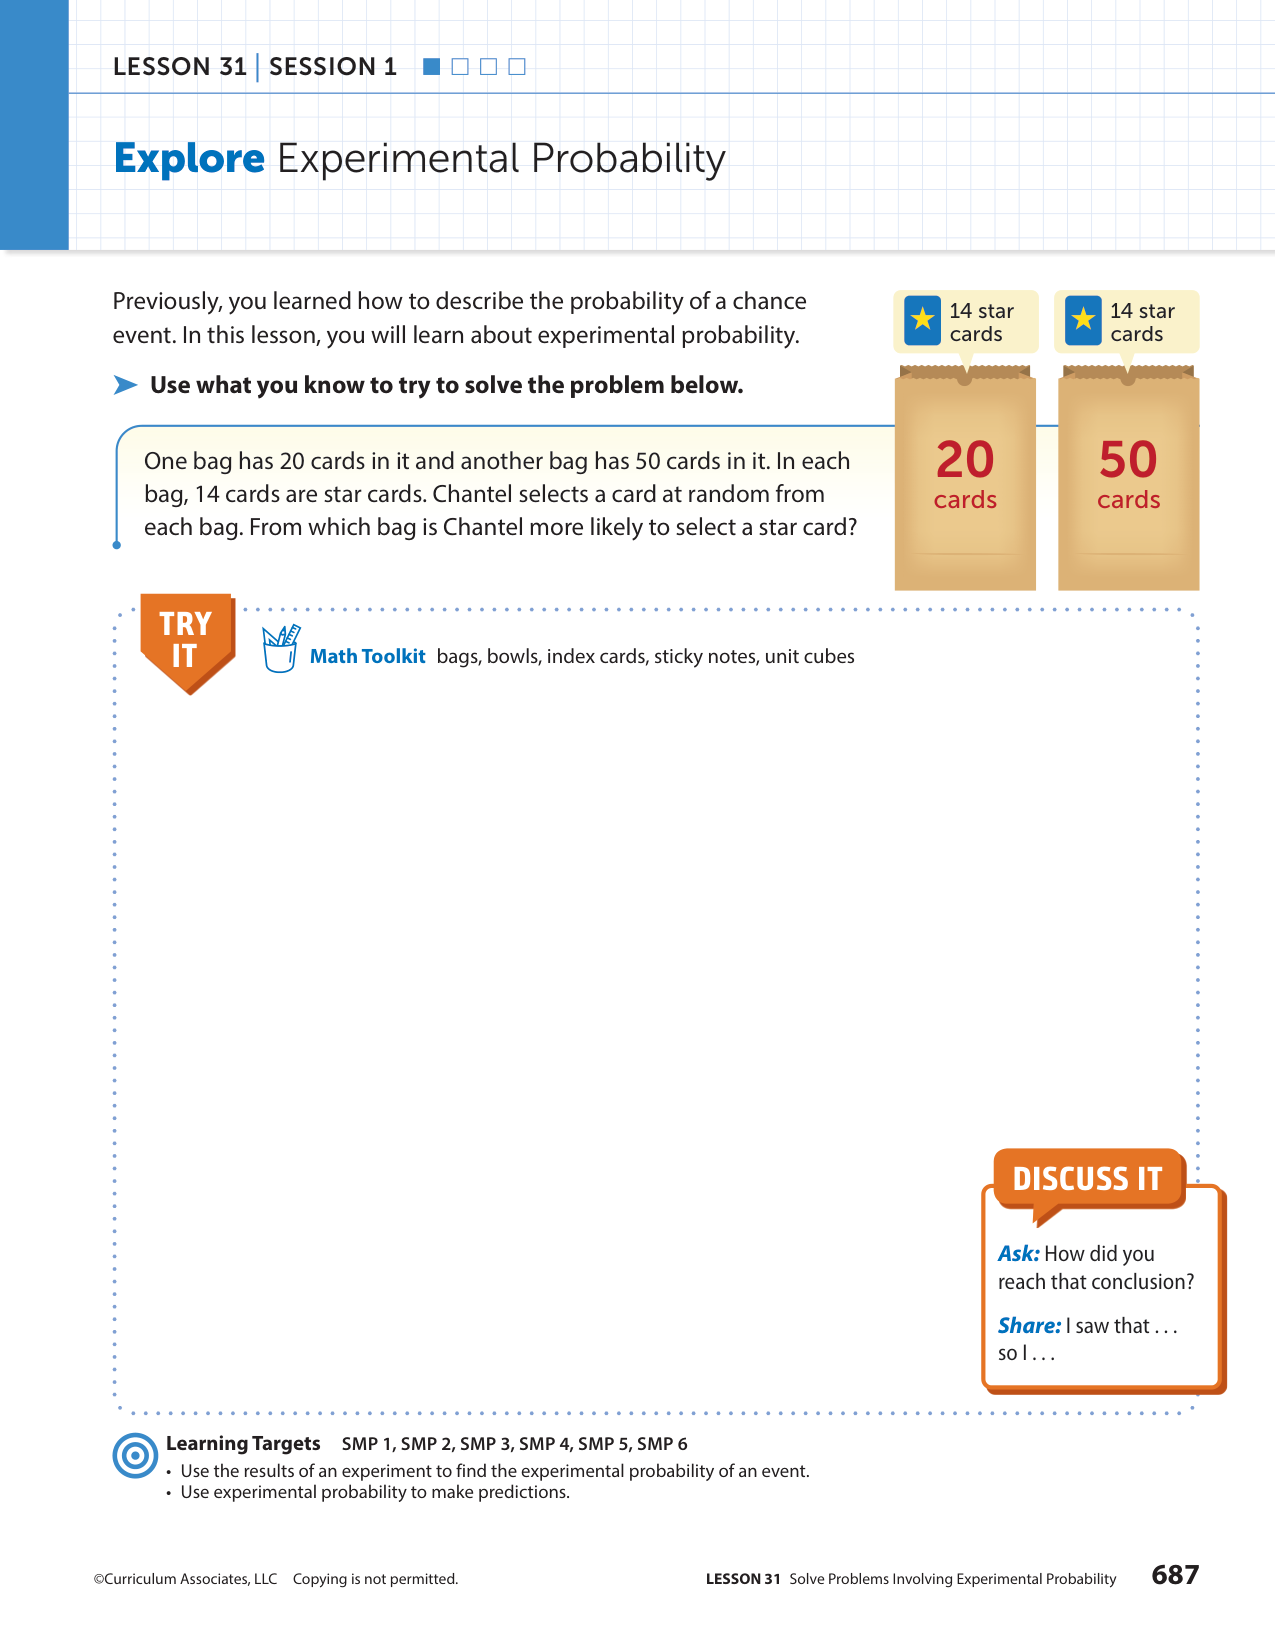 LESSON 31 | SESSION 1
Explore Experimental Probability
Previously, you learned how to describe the probability of a chance
event. In this lesson, you will learn about experimental probability.
Use what you know to try to solve the problem below.
14 star
cards
14 star
cards
One bag has 20 cards in it and another bag has 50 cards in it. In each
bag, 14 cards are star cards. Chantel selects a card at random from
each bag. From which bag is Chantel more likely to select a star card?
20
cards
50
cards
TRY
IT
Math Toolkit bags, bowls, index cards, sticky notes, unit cubes
DISCUSS IT
Ask: How did you
reach that conclusion?
Share: I saw that . . .
so I . . .
Learning Targets SMP 1, SMP 2, SMP 3, SMP 4, SMP 5, SMP 6
• Use the results of an experiment to find the experimental probability of an event.
• Use experimental probability to make predictions.
©Curriculum Associates, LLC Copying is not permitted.
LESSON 31 Solve Problems Involving Experimental Probability 687